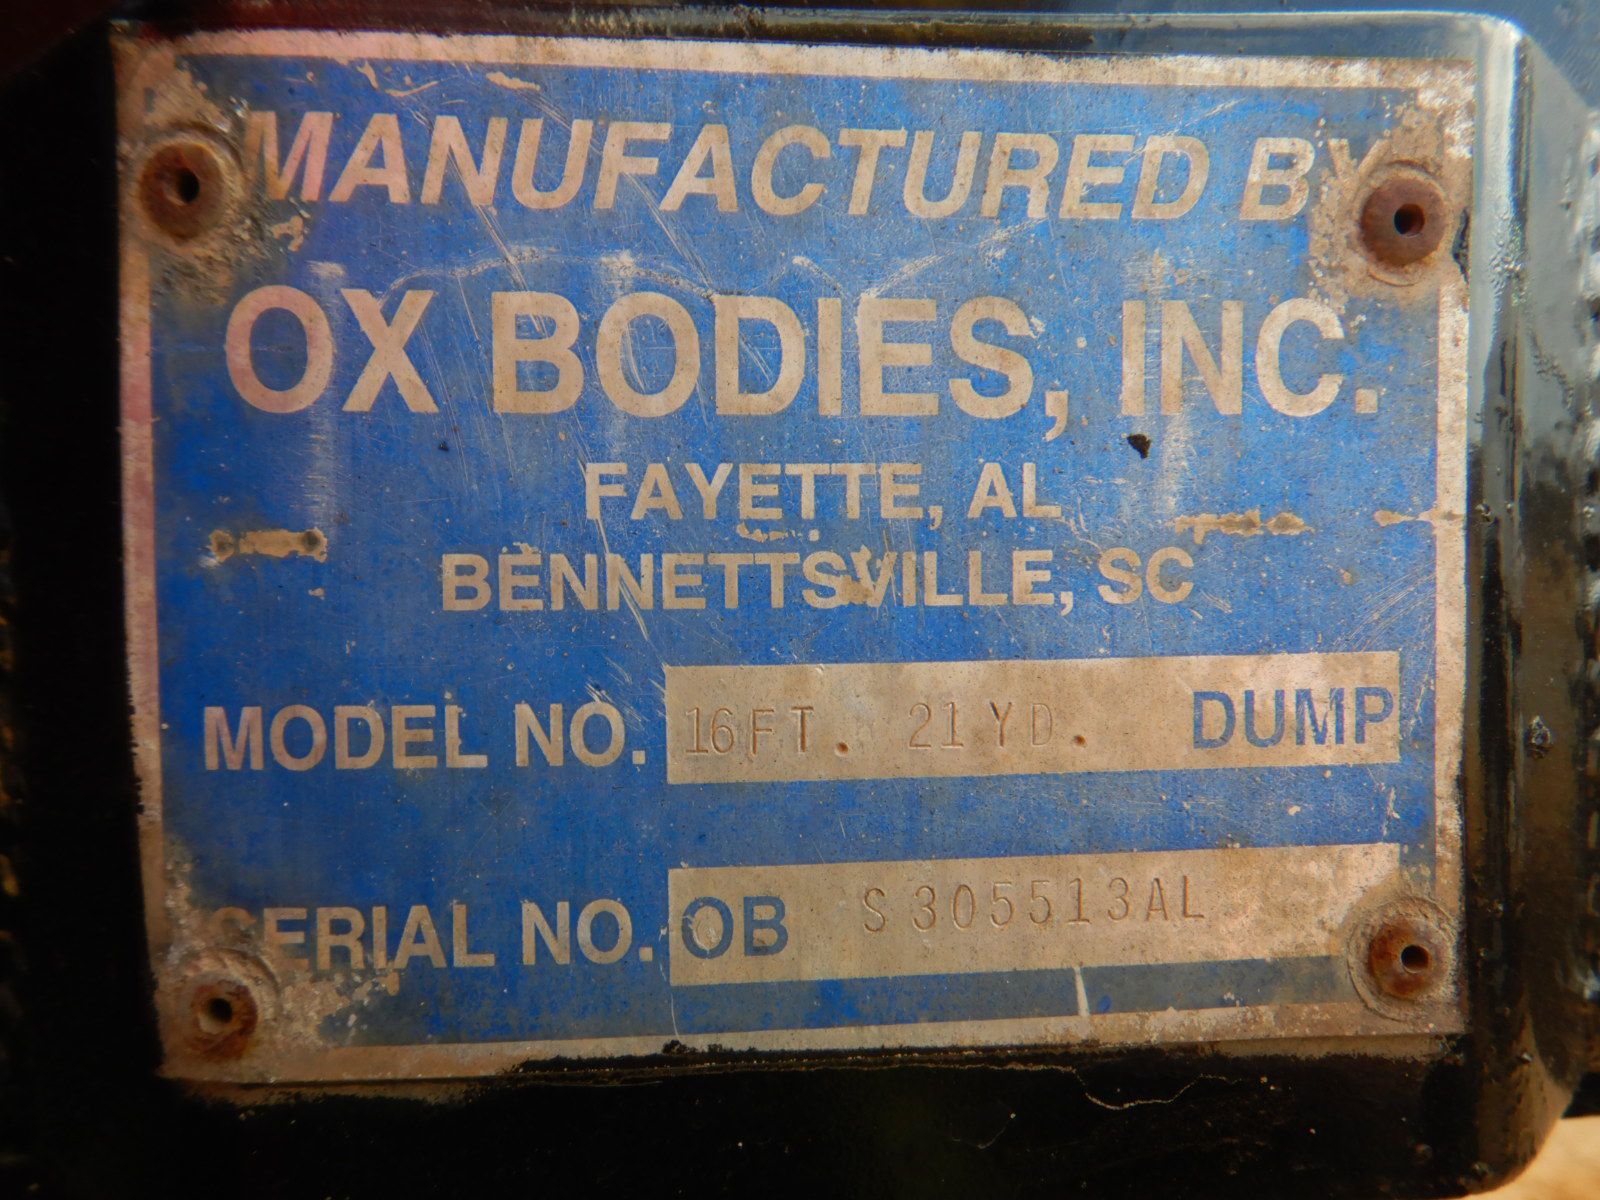 MANUFACTURED BY
OX BODIES, INC.
FAYETTE, AL
BENNETTSVILLE, SC
MODEL NO. 16FT. 21YD. DUMP
SERIAL NO. OB S305513AL